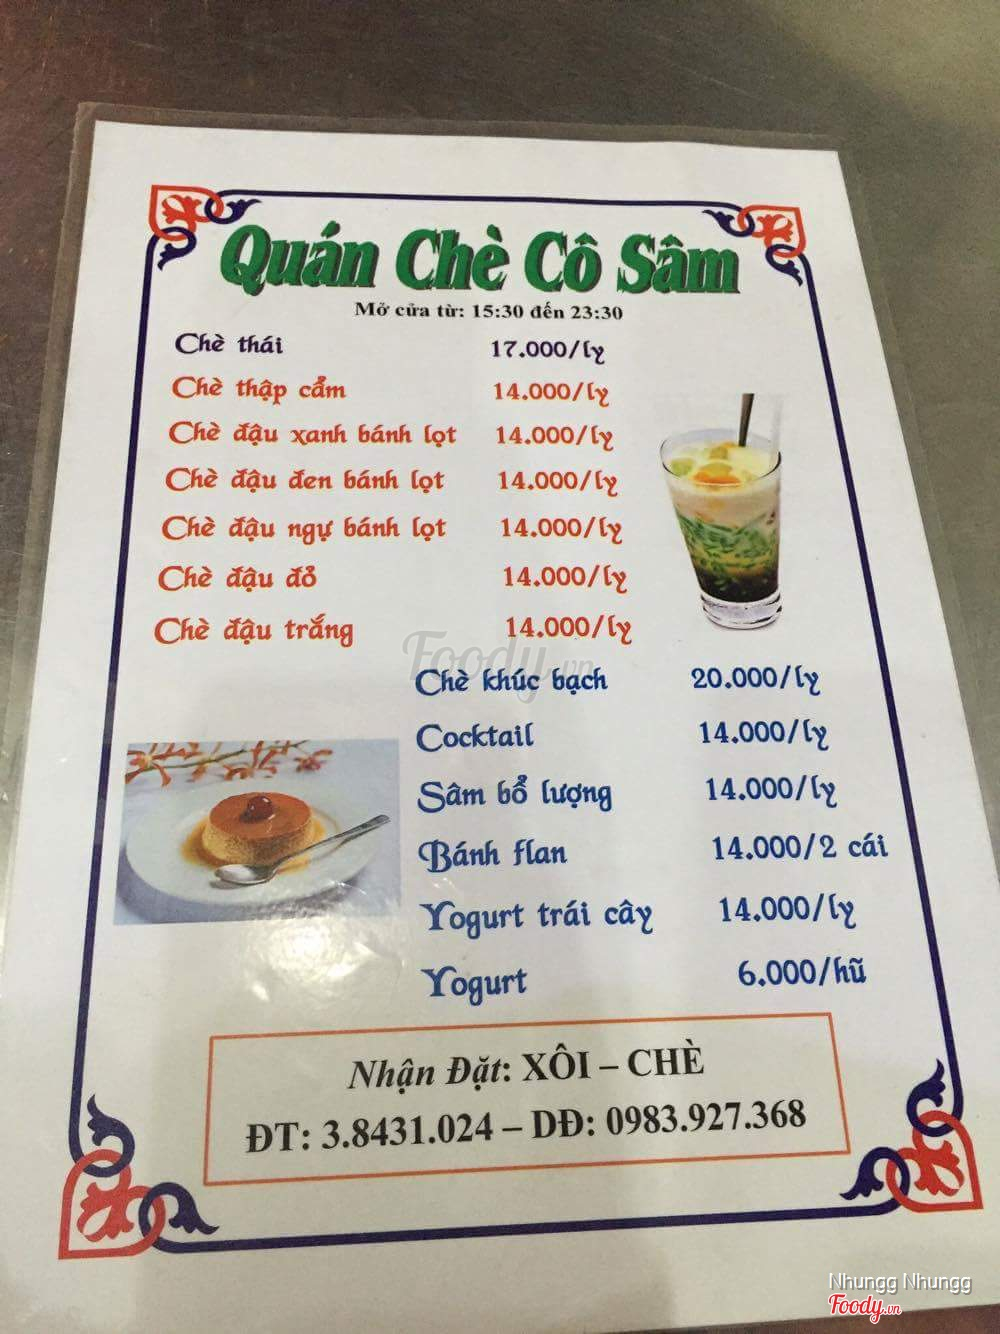 Quán Chè Cô Sâm
Mở cửa từ: 15:30 đến 23:30
Chè thái 17.000/ly
Chè thập cẩm 14.000/ly
Chè đậu xanh bánh lọt 14.000/ly
Chè đậu đen bánh lọt 14.000/ly
Chè đậu ngự bánh lọt 14.000/ly
Chè đậu đỏ 14.000/ly
Chè đậu trắng 14.000/ly
Foody.vn
Chè khúc bạch 20.000/ly
Cocktail 14.000/ly
Sâm bổ lượng 14.000/ly
Bánh flan 14.000/2 cái
Yogurt trái cây 14.000/ly
Yogurt 6.000/hũ
Nhận Đặt: XÔI – CHÈ
ĐT: 3.8431.024 – DĐ: 0983.927.368
Nhungg Nhungg
Foody.vn